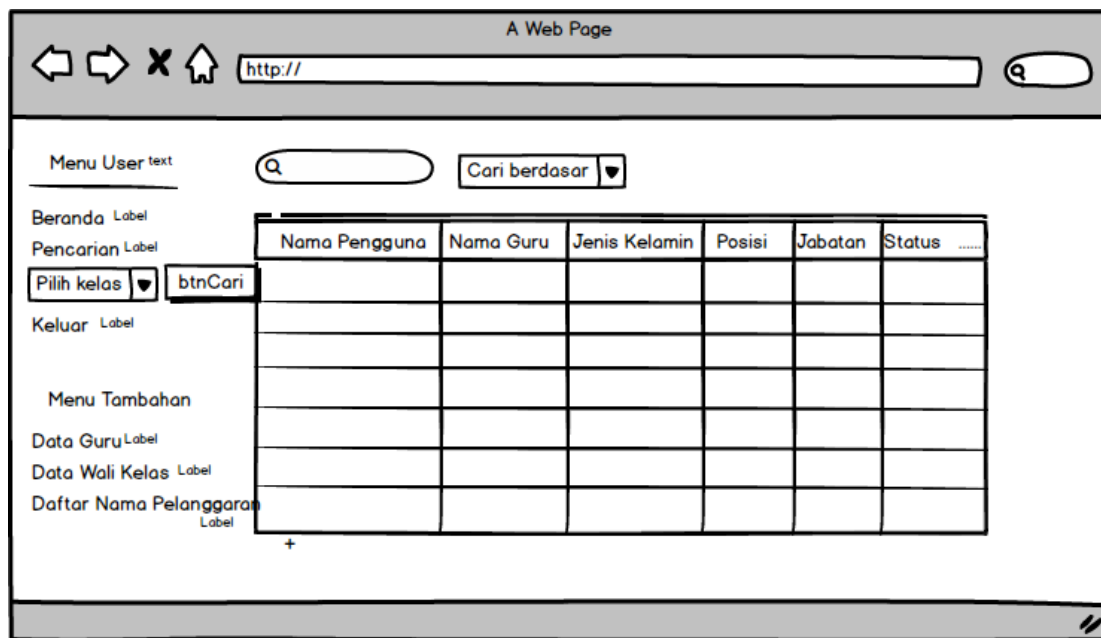 A Web Page
http://
Menu User text
Cari berdasar
Beranda Label
Pencarian Label
Pilih kelas btnCari
Keluar Label
Menu Tambahan
Data Guru Label
Data Wali Kelas Label
Daftar Nama Pelanggaran
Label
Nama Pengguna Nama Guru Jenis Kelamin Posisi Jabatan Status ......
+